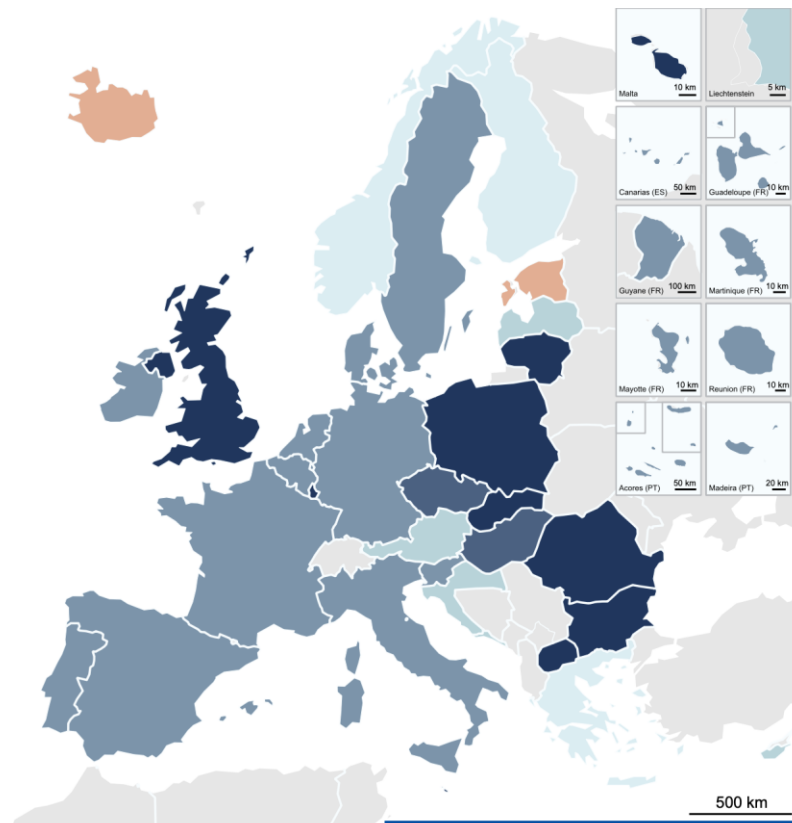 Malta
10 km
Liechtenstein
5 km
Canarias (ES)
50 km
Guadeloupe (FR)
10 km
Guyane (FR)
100 km
Martinique (FR)
10 km
Mayotte (FR)
10 km
Reunion (FR)
10 km
Acores (PT)
50 km
Madeira (PT)
20 km
500 km